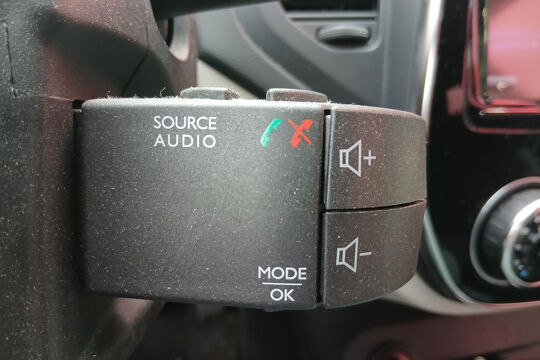 SOURCE
AUDIO
+
-
MODE
OK